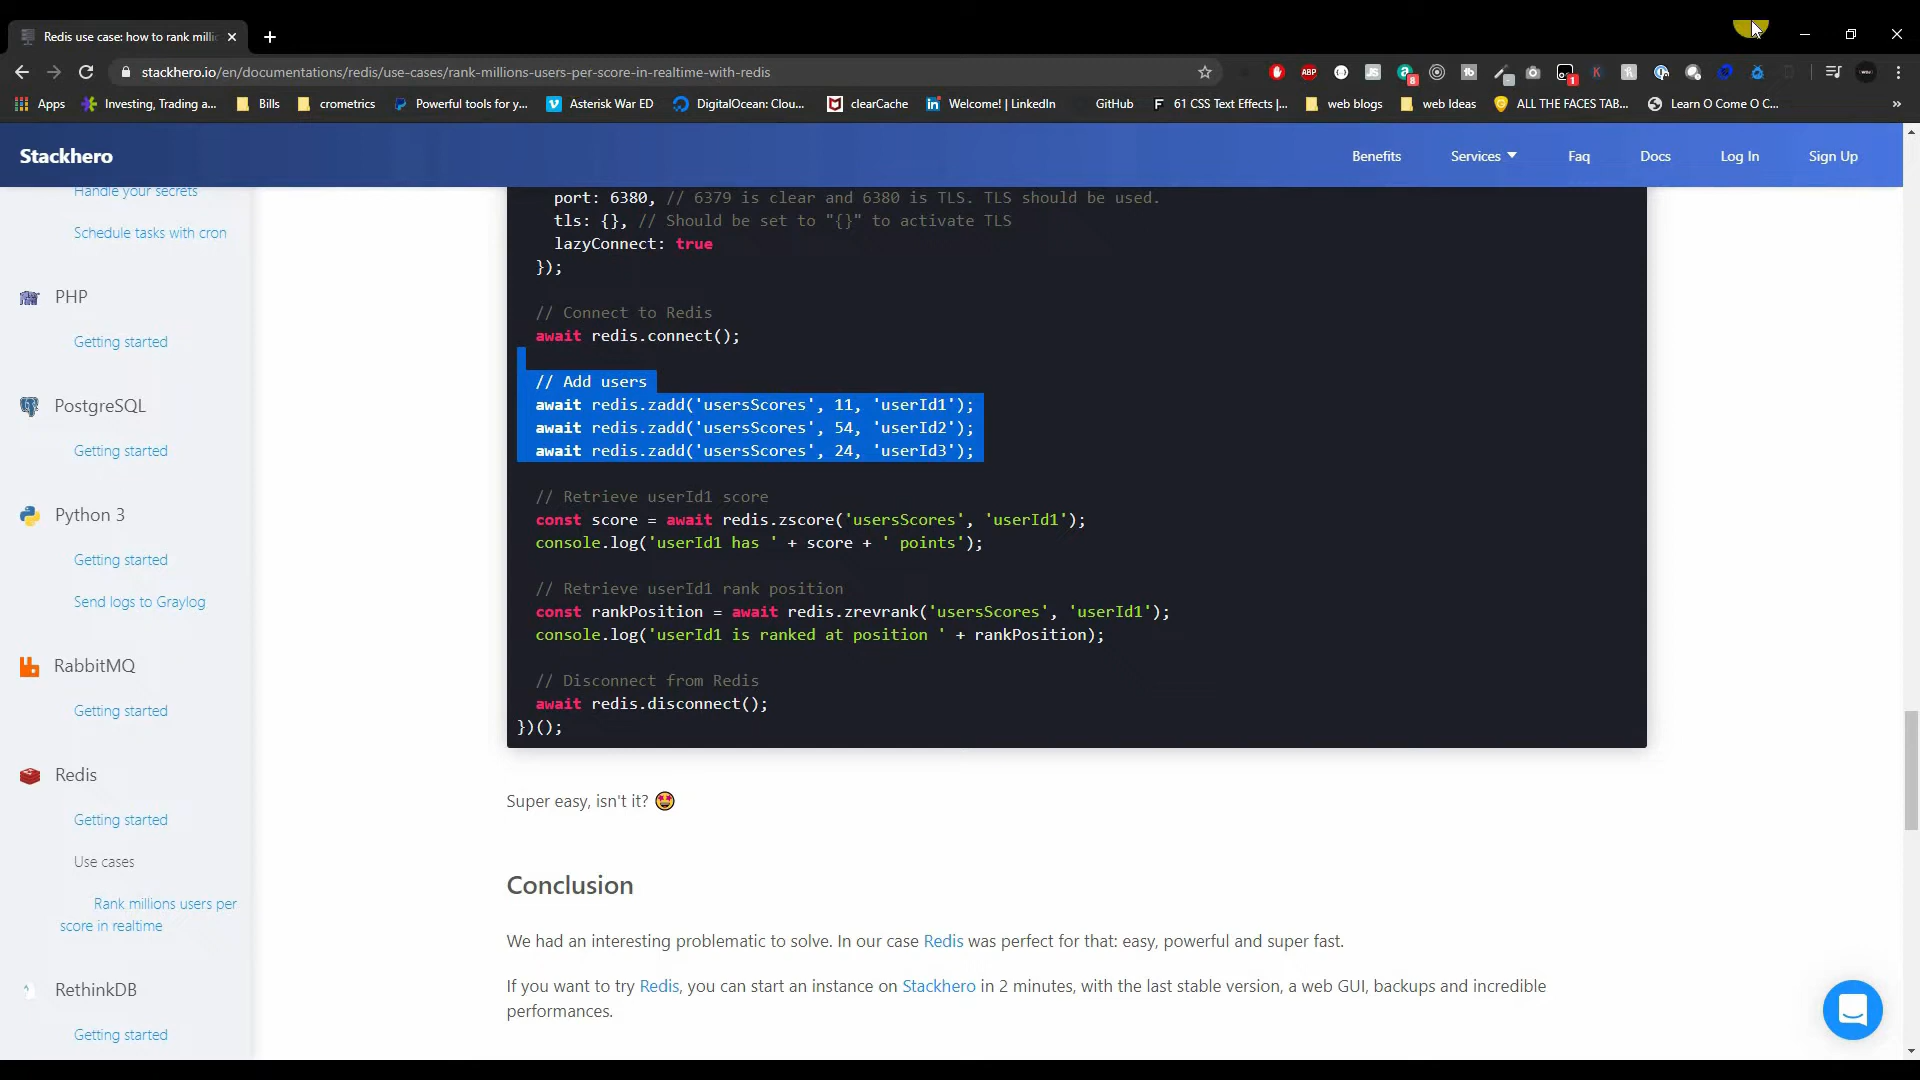 Redis use case: how to rank milli
stackhero.io/en/documentations/redis/use-cases/rank-millions-users-per-score-in-realtime-with-redis
Apps
Investing, Trading a...
Bills
crometrics
Powerful tools for y...
Asterisk War ED
DigitalOcean: Clou...
clearCache
Welcome! | LinkedIn
GitHub
61 CSS Text Effects |...
web blogs
web Ideas
ALL THE FACES TAB...
Learn O Come O C...
Stackhero
Benefits
Services
Faq
Docs
Log In
Sign Up
Handle your secrets
Schedule tasks with cron
PHP
Getting started
PostgreSQL
Getting started
Python 3
Getting started
Send logs to Graylog
RabbitMQ
Getting started
Redis
Getting started
Use cases
Rank millions users per
score in realtime
RethinkDB
Getting started
port: 6380, // 6379 is clear and 6380 is TLS. TLS should be used.
tls: {}, // Should be set to "{}" to activate TLS
lazyConnect: true
});
// Connect to Redis
await redis.connect();
// Add users
await redis.zadd('usersScores', 11, 'userId1');
await redis.zadd('usersScores', 54, 'userId2');
await redis.zadd('usersScores', 24, 'userId3');
// Retrieve userId1 score
const score = await redis.zscore('usersScores', 'userId1');
console.log('userId1 has ' + score + ' points');
// Retrieve userId1 rank position
const rankPosition = await redis.zrevrank('usersScores', 'userId1');
console.log('userId1 is ranked at position ' + rankPosition);
// Disconnect from Redis
await redis.disconnect();
})();
Super easy, isn't it? 🤩
Conclusion
We had an interesting problematic to solve. In our case Redis was perfect for that: easy, powerful and super fast.
If you want to try Redis, you can start an instance on Stackhero in 2 minutes, with the last stable version, a web GUI, backups and incredible
performances.